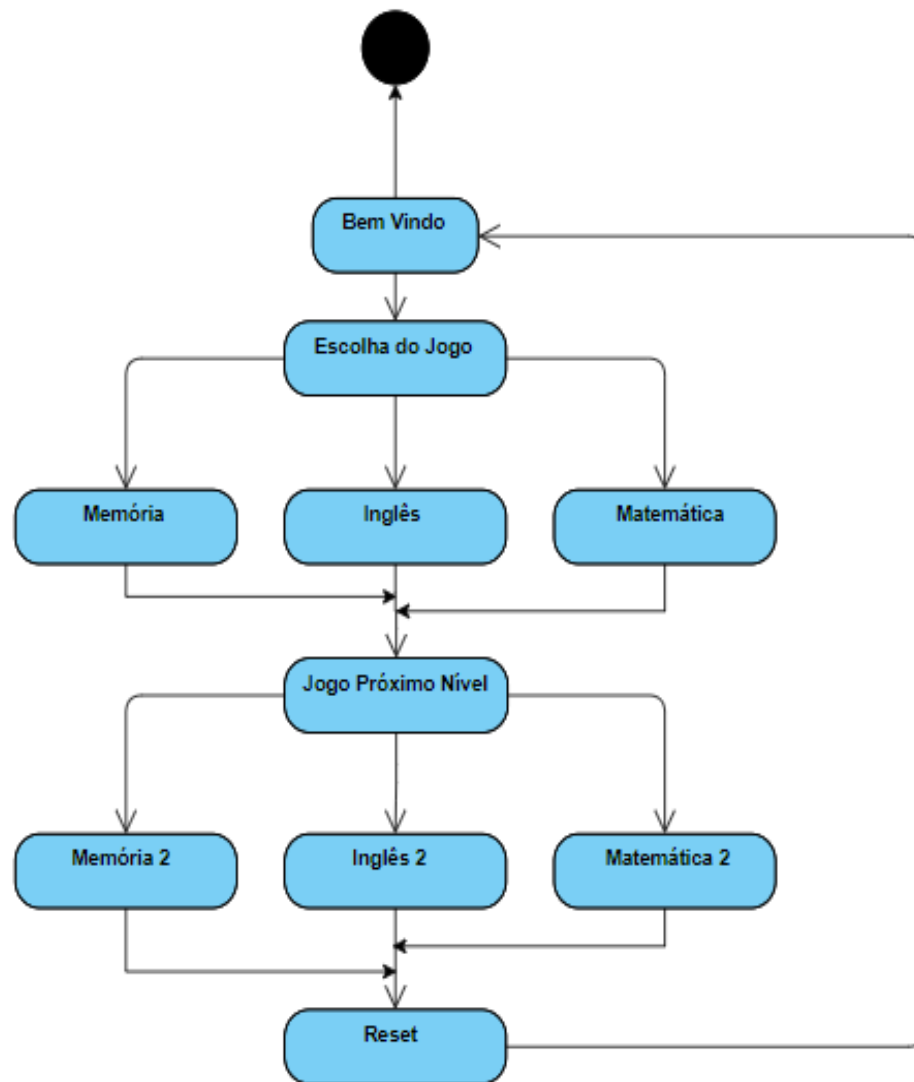 Bem Vindo
Escolha do Jogo
Memória
Inglês
Matemática
Jogo Próximo Nível
Memória 2
Inglês 2
Matemática 2
Reset